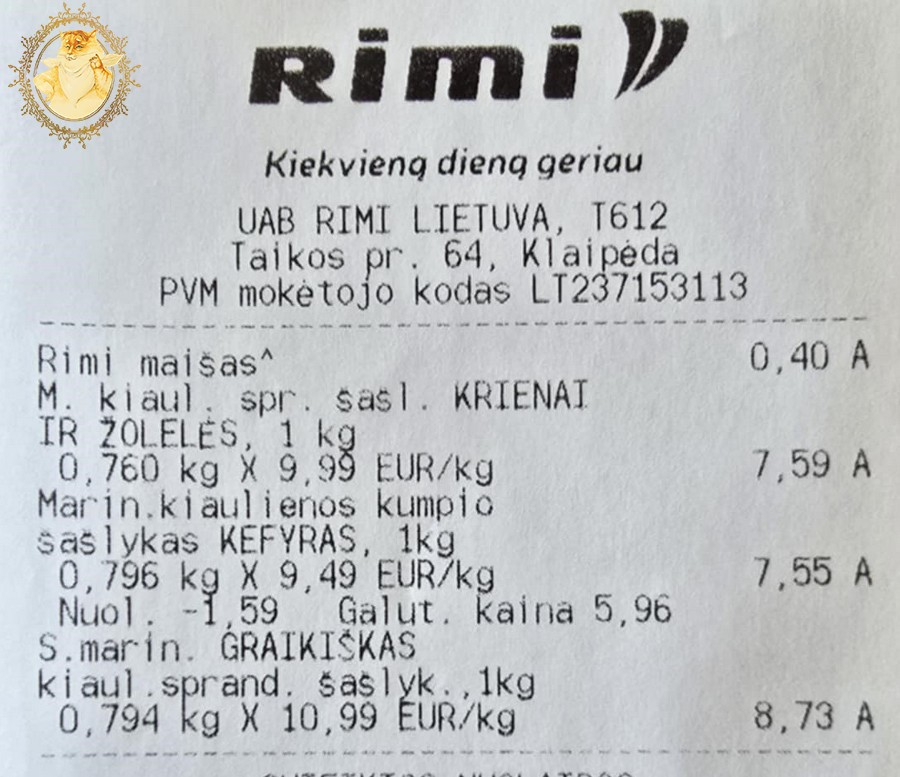 Rimi
Kiekvieną dieną geriau
UAB RIMI LIETUVA, T612
Taikos pr. 64, Klaipėda
PVM mokėtojo kodas LT237153113
Rimi maišas^ 0,40 A
M. kiaul. spr. šašl. KRIENAI
IR ŽOLELĖS, 1 kg
0,760 kg X 9,99 EUR/kg 7,59 A
Marin.kiaulienos kumpio
šašlykas KEFYRAS, 1kg
0,796 kg X 9,49 EUR/kg 7,55 A
Nuol. -1,59 Galut. kaina 5,96
S.marin. GRAIKIŠKAS
kiaul.sprand. šašlyk.,1kg
0,794 kg X 10,99 EUR/kg 8,73 A